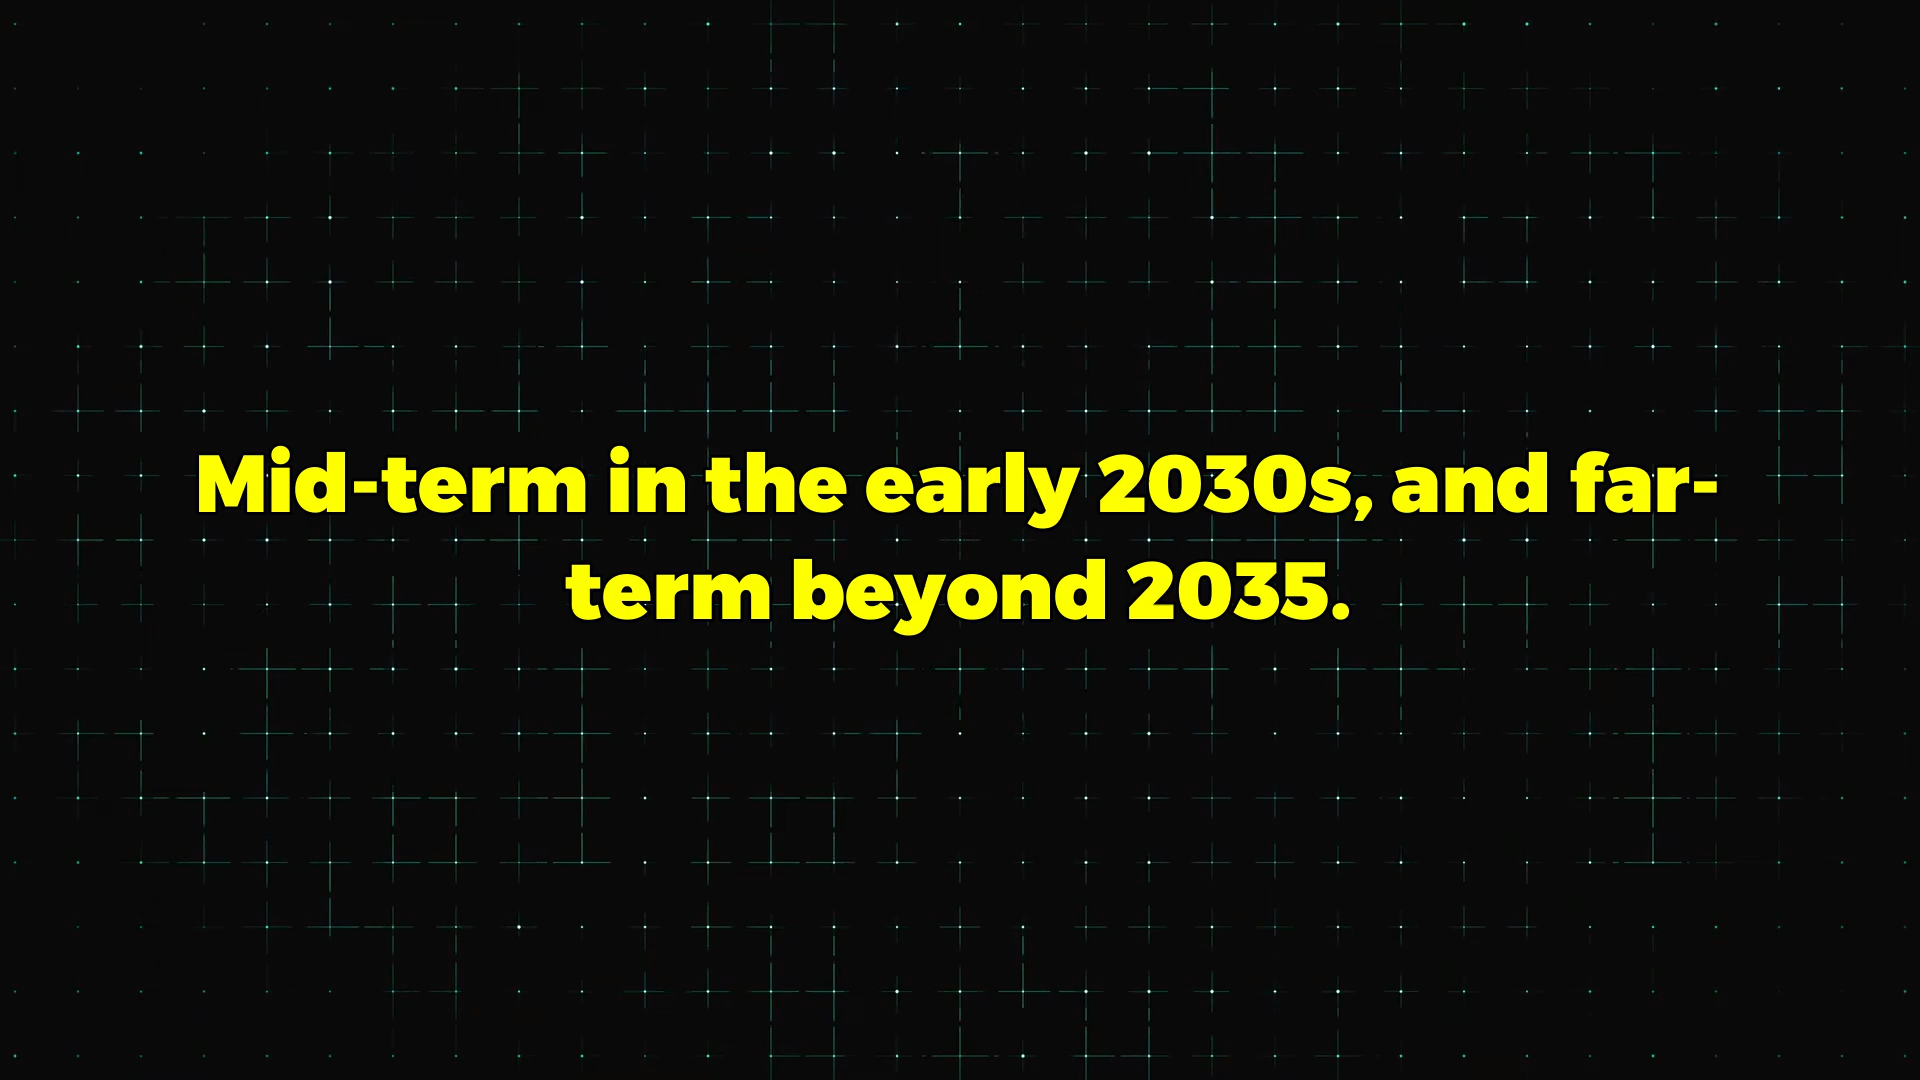 Mid-term in the early 2030s, and far-
term beyond 2035.